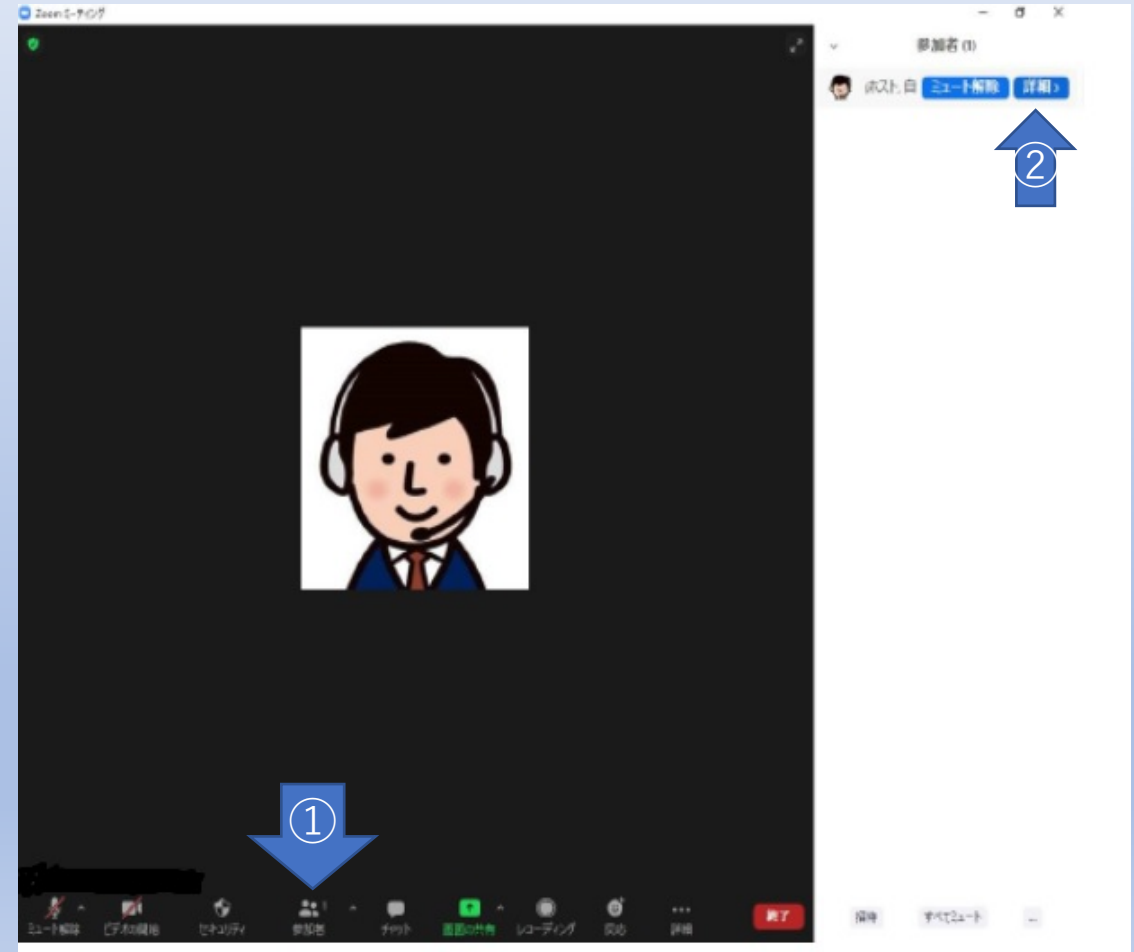 Zoom ミーティング
参加者 (1)
ホスト, 自
ミュート解除
詳細 >
②
①
ミュート解除
ビデオの開始
セキュリティ
参加者
1
チャット
画面の共有
レコーディング
反応
詳細
終了
招待
すべてミュート
...